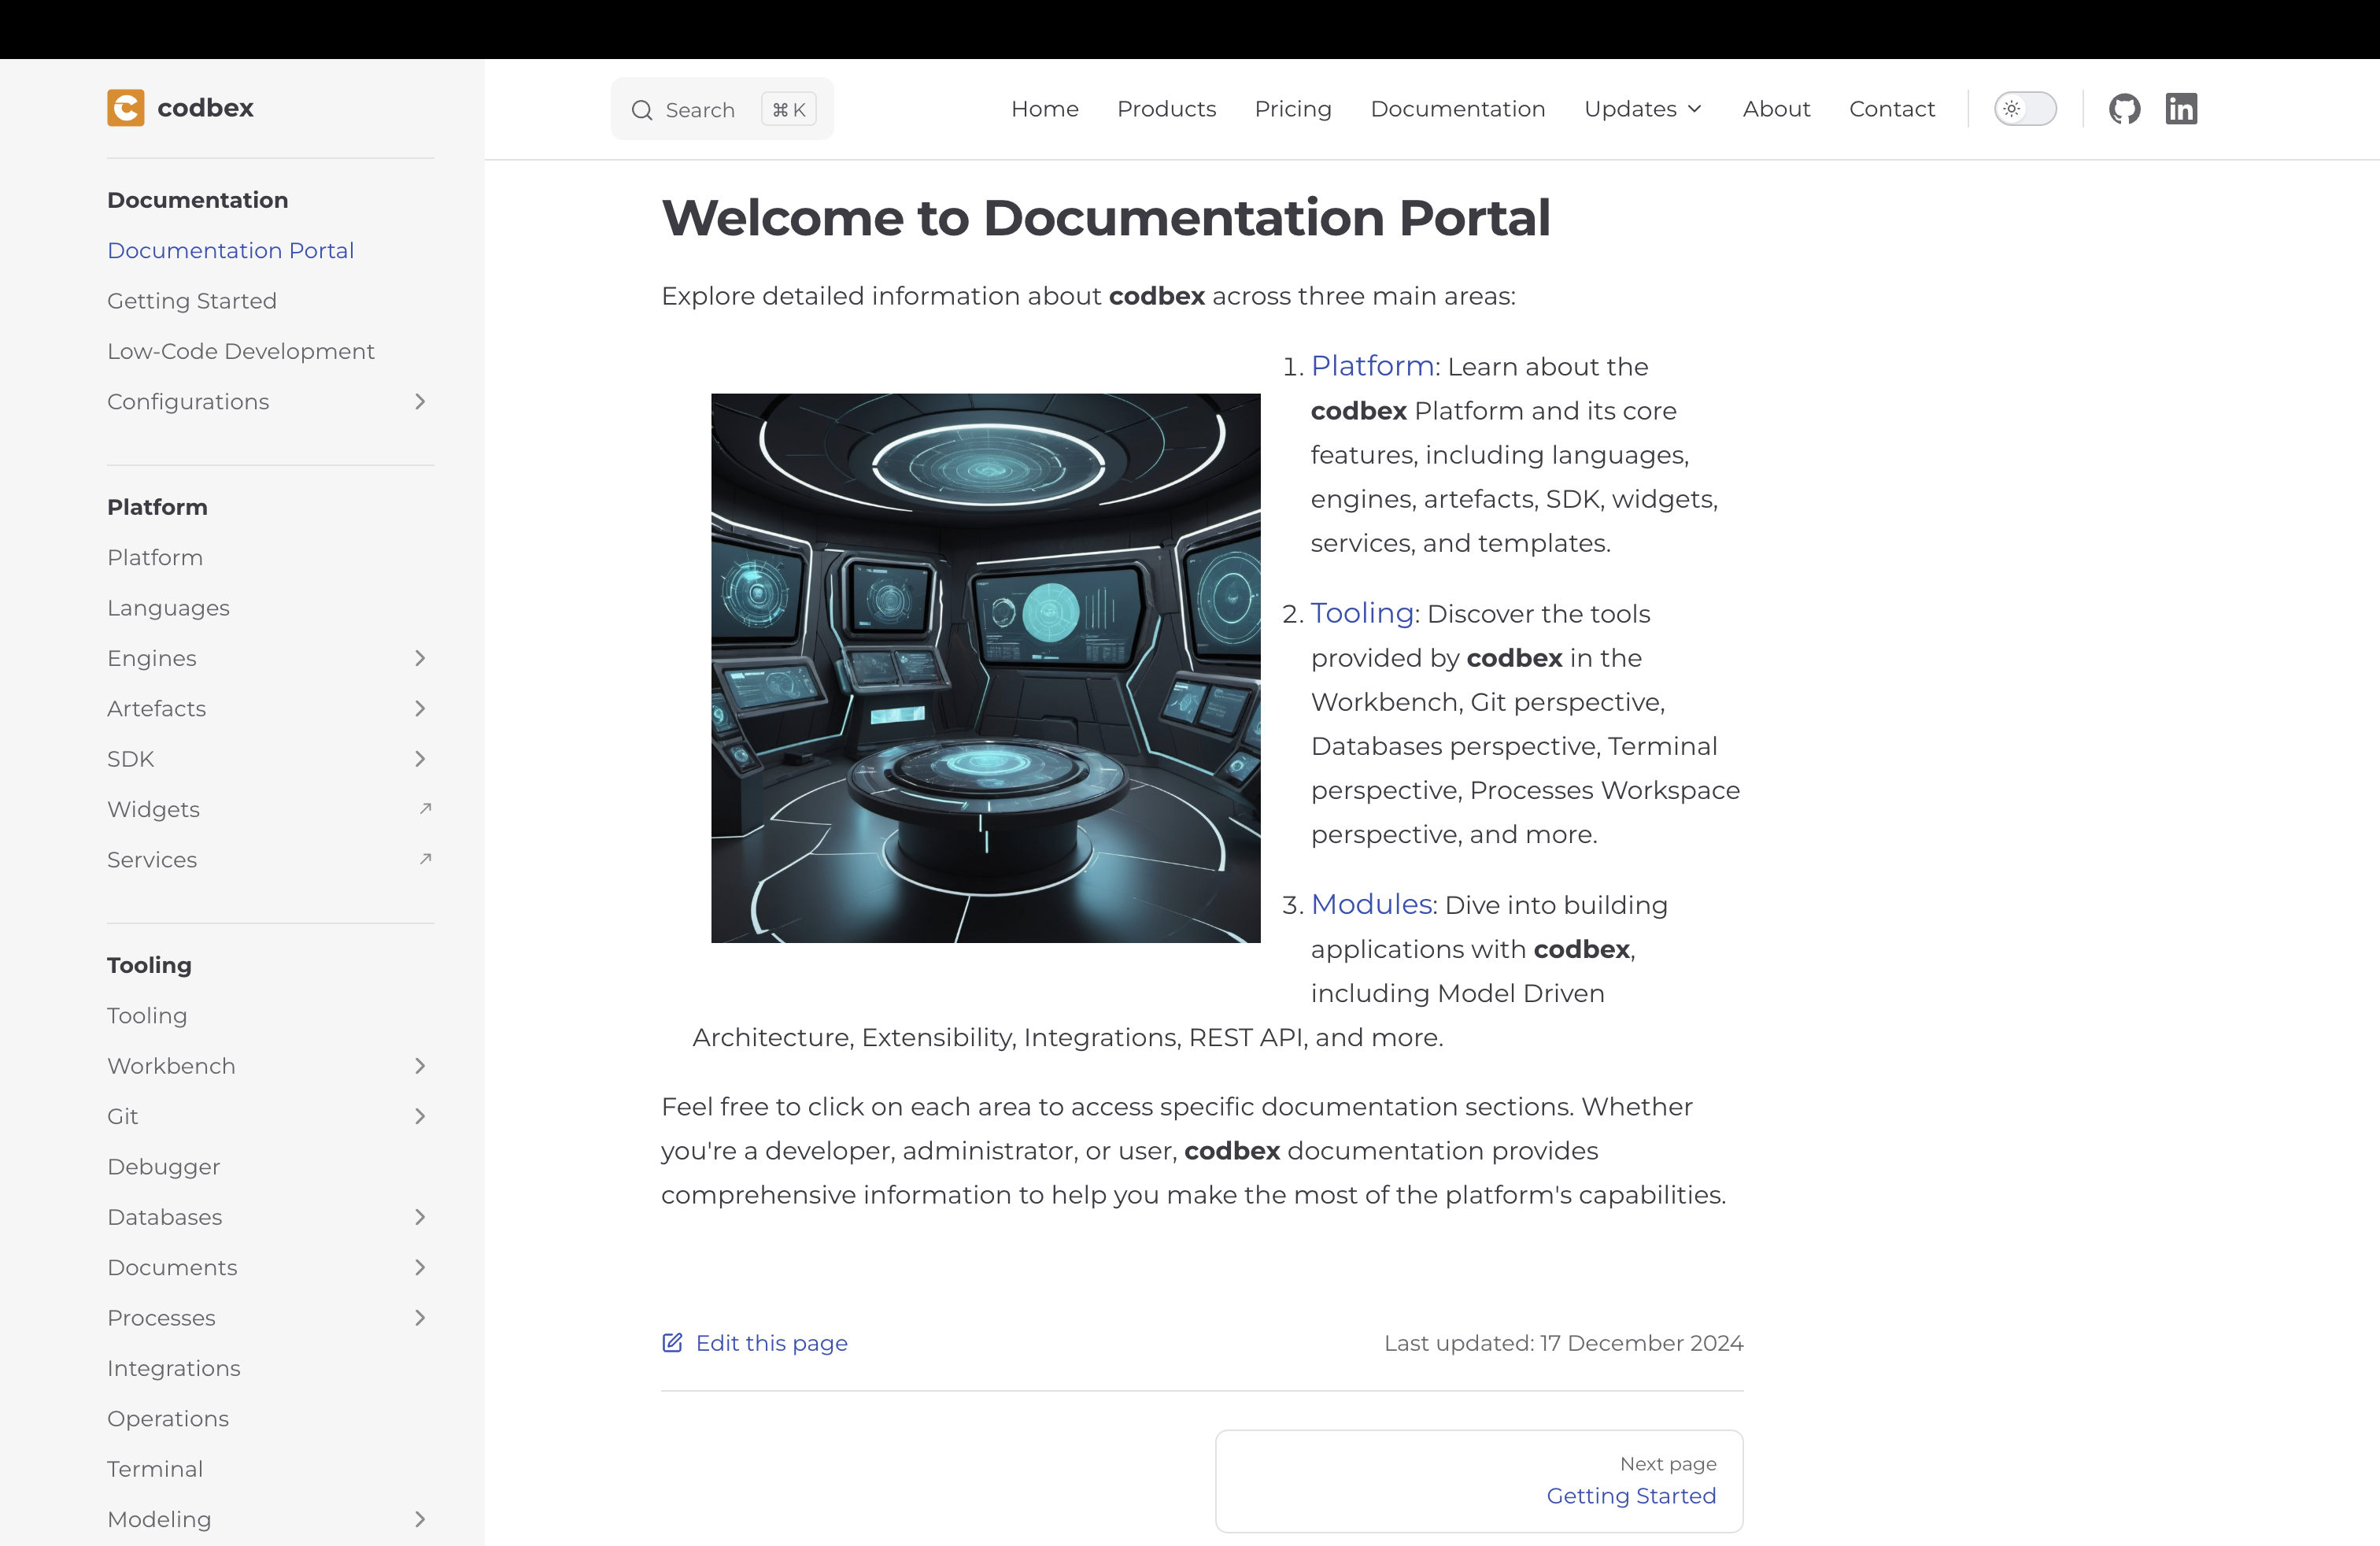 codbex
Search ⌘ K
Home Products Pricing Documentation Updates About Contact
Documentation
Documentation Portal
Getting Started
Low-Code Development
Configurations
Platform
Platform
Languages
Engines
Artefacts
SDK
Widgets
Services
Tooling
Tooling
Workbench
Git
Debugger
Databases
Documents
Processes
Integrations
Operations
Terminal
Modeling
Welcome to Documentation Portal
Explore detailed information about codbex across three main areas:
1. Platform: Learn about the
codbex Platform and its core
features, including languages,
engines, artefacts, SDK, widgets,
services, and templates.
2. Tooling: Discover the tools
provided by codbex in the
Workbench, Git perspective,
Databases perspective, Terminal
perspective, Processes Workspace
perspective, and more.
3. Modules: Dive into building
applications with codbex,
including Model Driven
Architecture, Extensibility, Integrations, REST API, and more.
Feel free to click on each area to access specific documentation sections. Whether
you're a developer, administrator, or user, codbex documentation provides
comprehensive information to help you make the most of the platform's capabilities.
Edit this page
Last updated: 17 December 2024
Next page
Getting Started